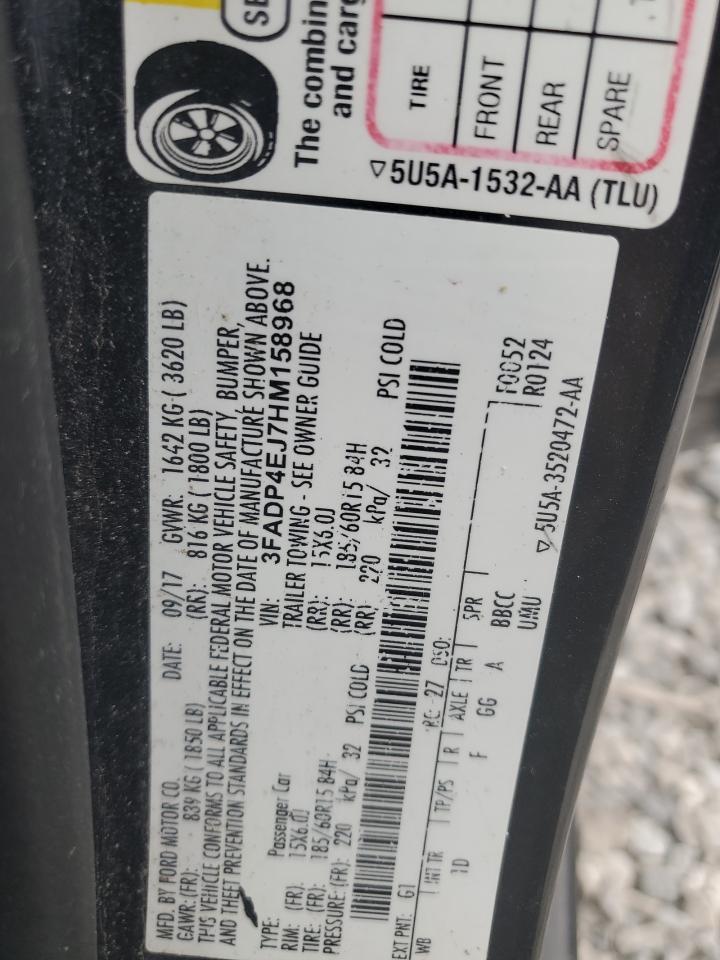 SE
The combin
and carg
TIRE
FRONT
REAR
SPARE
▽5U5A-1532-AA (TLU)
MFD. BY FORD MOTOR CO. DATE: 09/17 GVWR: 1642 KG ( 3620 LB)
GAWR: (FR): 839 KG ( 1850 LB) (RR): 816 KG ( 1800 LB)
THIS VEHICLE CONFORMS TO ALL APPLICABLE FEDERAL MOTOR VEHICLE SAFETY, BUMPER,
AND THEFT PREVENTION STANDARDS IN EFFECT ON THE DATE OF MANUFACTURE SHOWN ABOVE.
VIN: 3FADP4EJ7HM158968
TYPE: Passenger Car TRAILER TOWING - SEE OWNER GUIDE
RIM: (FR): 15X6.0J (RR): 15X6.0J
TIRE: (FR): 185/60R15 84H (RR): 185/60R15 84H
PRESSURE: (FR): 220 kPa/ 32 PSI COLD (RR) 220 kPa/ 32 PSI COLD
EXT PNT: G1 RC: 27 DSO: F0052
WB INT TR TP/PS R AXLE TR SPR R0124
1D F GG A BBCC
UMU
▽ 5U5A-3520472-AA